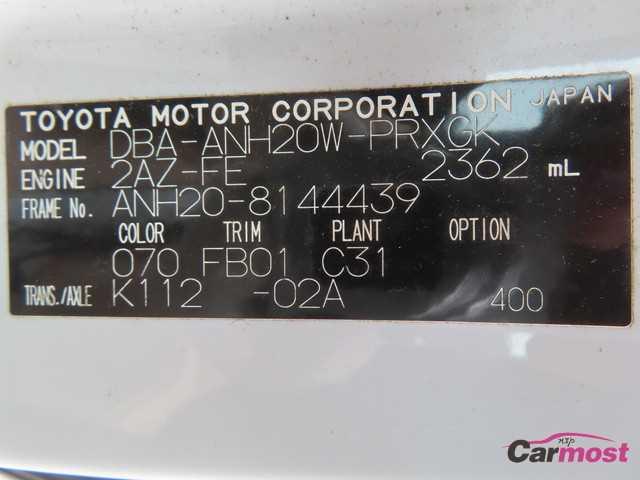 TOYOTA MOTOR CORPORATION JAPAN
MODEL DBA-ANH20W-PRXGK
ENGINE 2AZ-FE 2362 mL
FRAME No. ANH20-8144439
COLOR TRIM PLANT OPTION
070 FB01 C31
TRANS./AXLE K112 -02A 400
Carmost